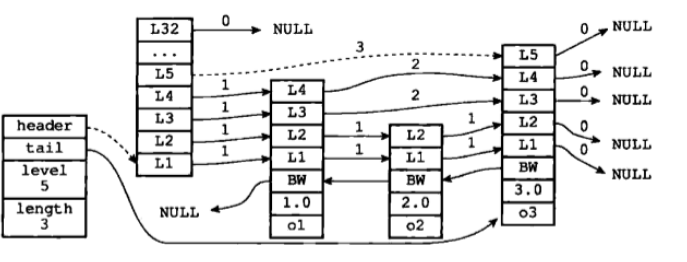 L32
0
NULL
...
L5
3
L5
0
NULL
L4
1
L4
2
L4
0
NULL
L3
1
L3
2
L3
0
NULL
L2
1
L2
1
L2
1
L2
0
NULL
L1
1
L1
1
L1
1
L1
0
NULL
header
tail
level
5
length
3
BW
BW
BW
NULL
1.0
2.0
3.0
o1
o2
o3